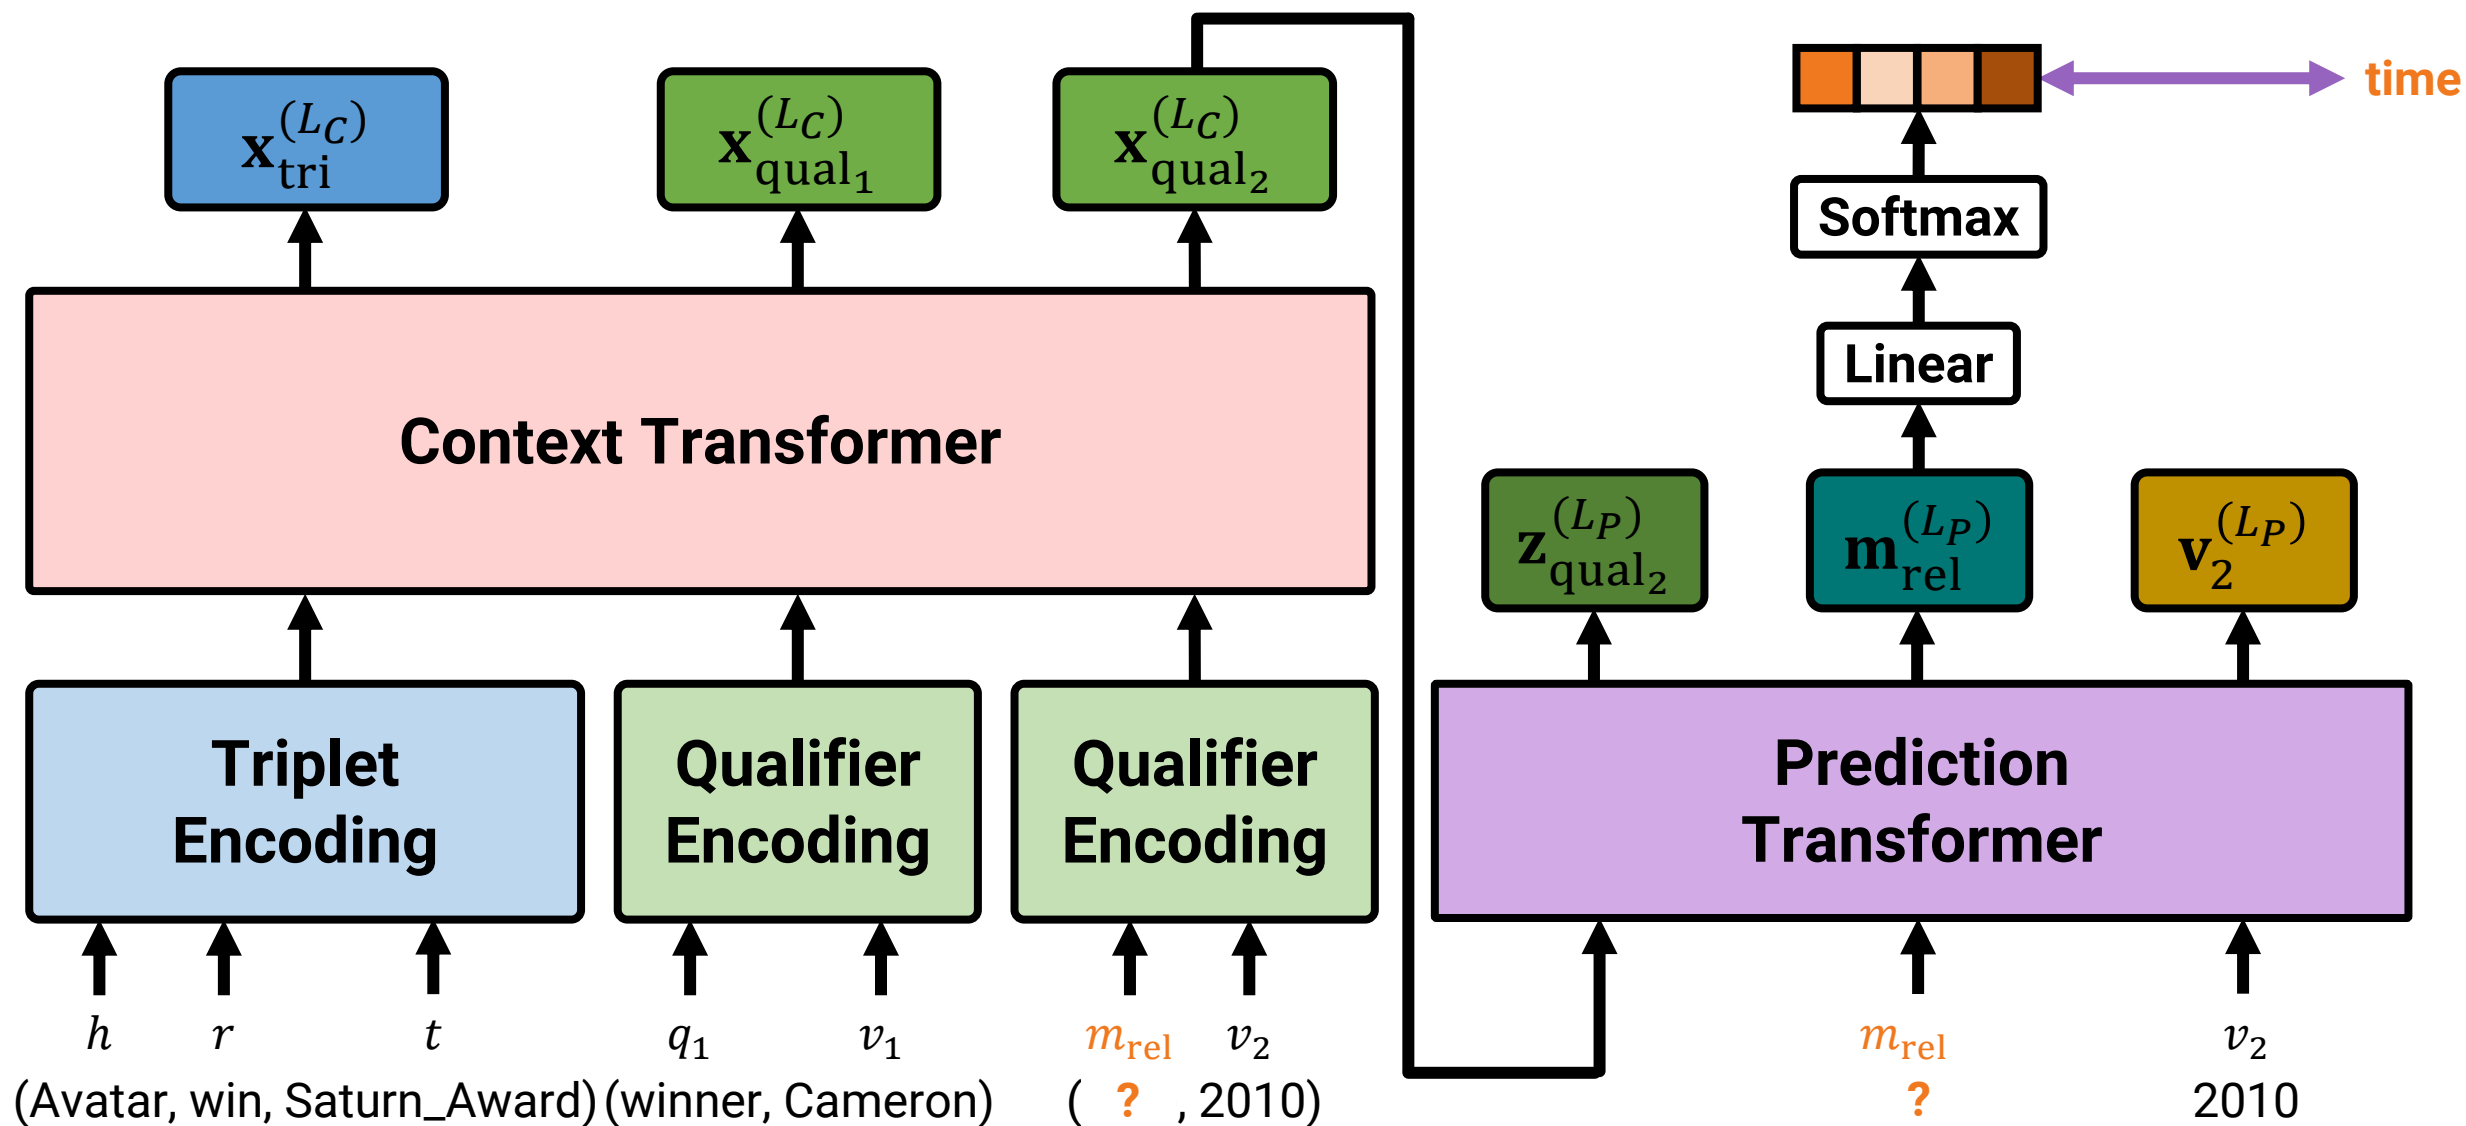 x_tri^(L_C)
x_qual_1^(L_C)
x_qual_2^(L_C)
time
Softmax
Linear
Context Transformer
z_qual_2^(L_P)
m_rel^(L_P)
v_2^(L_P)
Triplet
Encoding
Qualifier
Encoding
Qualifier
Encoding
Prediction
Transformer
h r t q_1 v_1 m_rel v_2 m_rel v_2
(Avatar, win, Saturn_Award) (winner, Cameron) ( ? , 2010) ? 2010